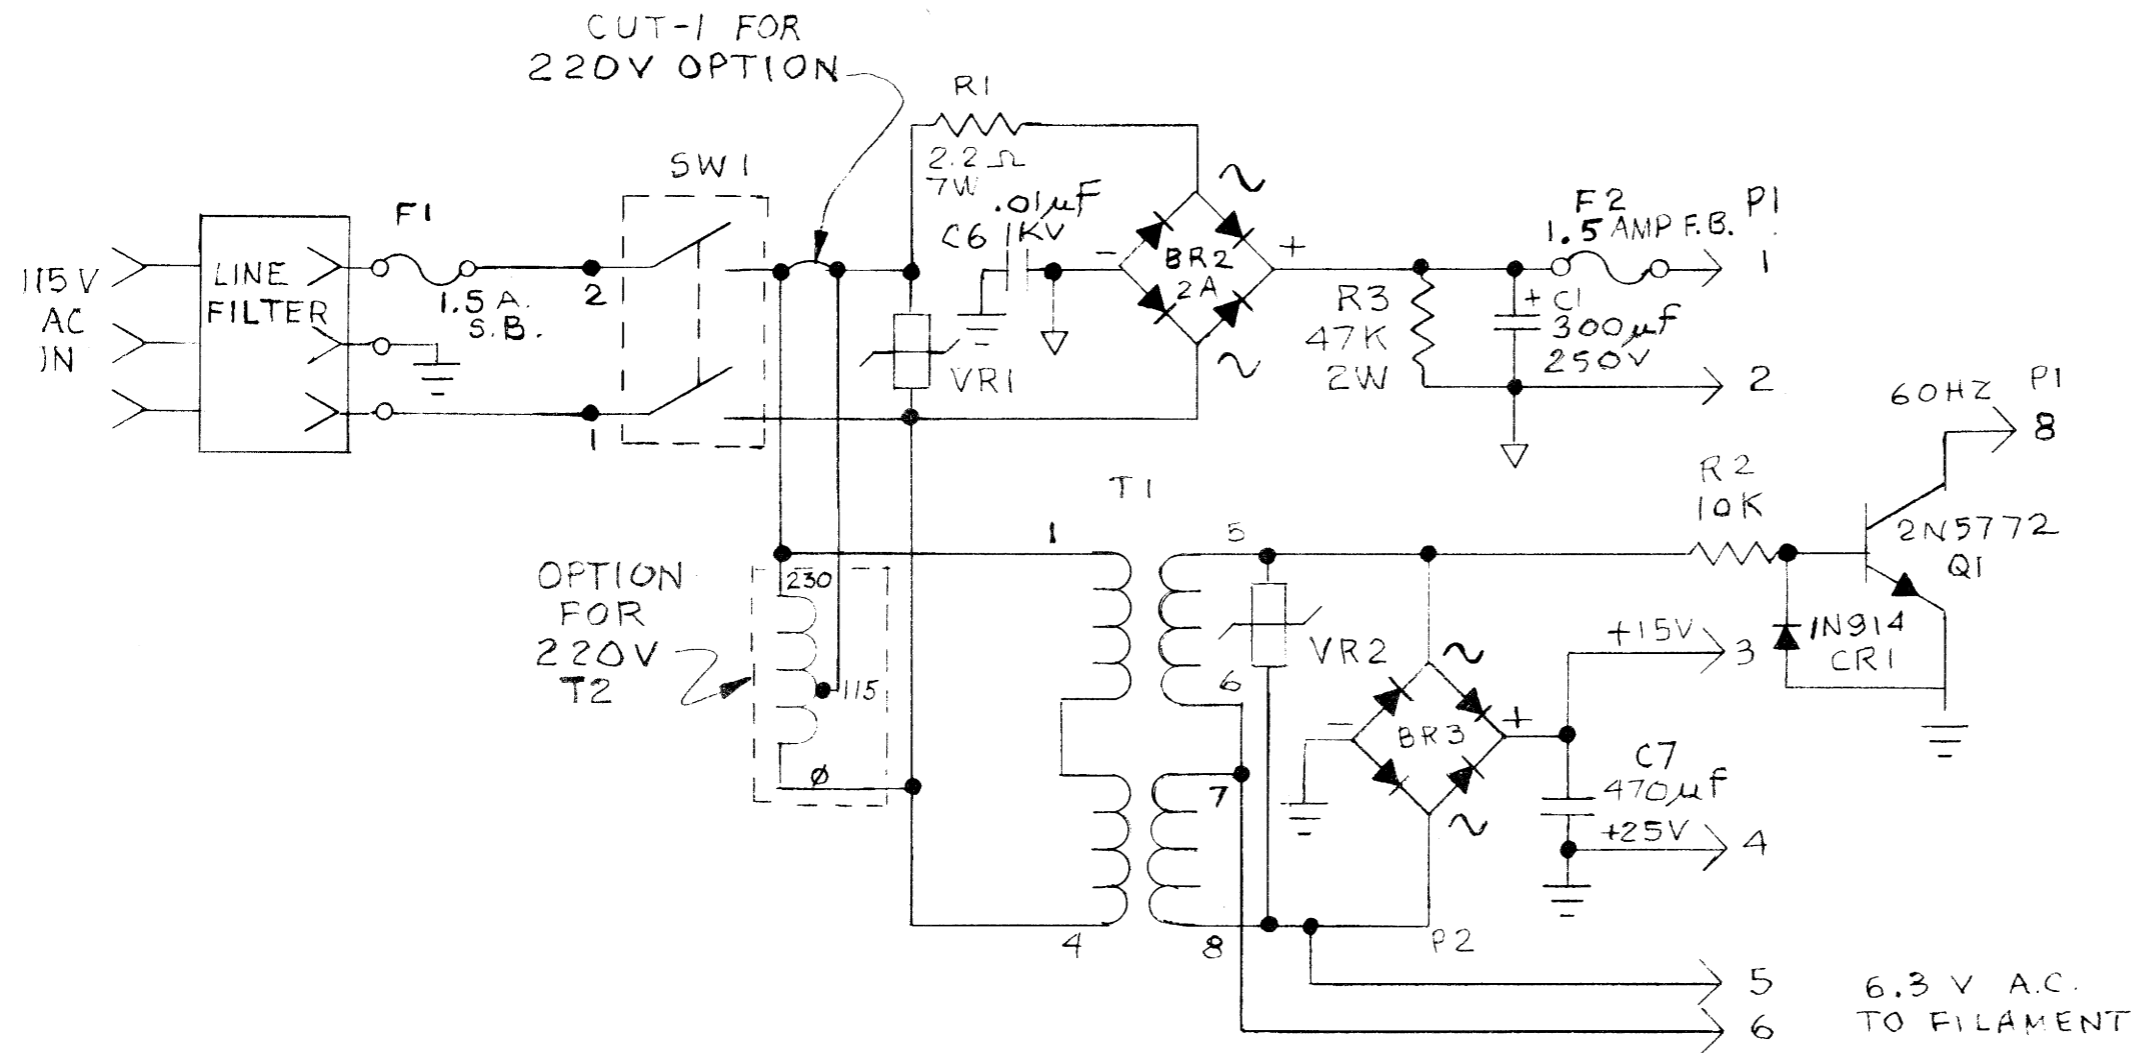 CUT-1 FOR
220V OPTION
R1
2.2 Ω
7W
SW1
.01µF
1KV
C6
F1
1.5 A.
S.B.
2
1
115V
AC
IN
LINE
FILTER
VR1
BR2
2A
∼
∼
−
+
F2
1.5 AMP F.B.
P1
1
R3
47K
2W
+
C1
300µF
250V
2
60HZ
P1
8
R2
10K
2N5772
Q1
1N914
CR1
T1
1
4
5
6
7
8
OPTION
FOR
220V
T2
230
115
Ø
VR2
BR3
∼
∼
−
+
+15V
3
C7
470µF
+25V
4
P2
5
6
6.3 V A.C.
TO FILAMENT